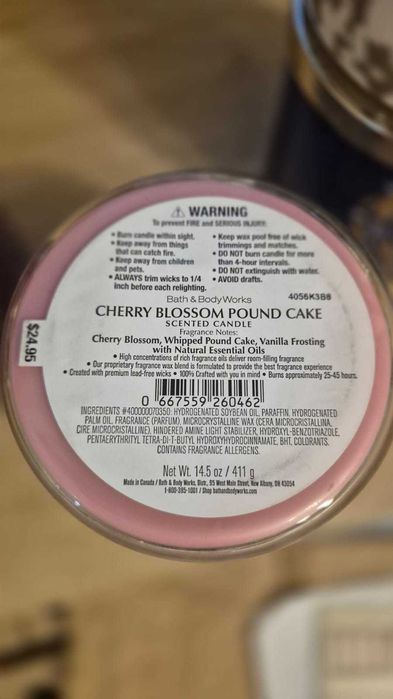 ⚠ WARNING
To prevent FIRE and SERIOUS INJURY:
• Burn candle within sight.
• Keep away from things
that can catch fire.
• Keep away from children
and pets.
• ALWAYS trim wicks to 1/4
inch before each relighting.
• Keep wax pool free of wick
trimmings and matches.
• DO NOT burn candle for more
than 4-hour intervals.
• DO NOT extinguish with water.
• AVOID drafts.
4056K3B8
Bath & Body Works
CHERRY BLOSSOM POUND CAKE
SCENTED CANDLE
Fragrance Notes:
Cherry Blossom, Whipped Pound Cake, Vanilla Frosting
with Natural Essential Oils
• High concentrations of rich fragrance oils deliver room-filling fragrance
• Our proprietary fragrance wax blend is formulated to provide the best fragrance experience
• Created with premium lead-free wicks • 100% Crafted with you in mind • Burns approximately 25-45 hours.
$24.95
0 667559 260462
INGREDIENTS #400000070350: HYDROGENATED SOYBEAN OIL, PARAFFIN, HYDROGENATED
PALM OIL, FRAGRANCE (PARFUM), MICROCRYSTALLINE WAX (CERA MICROCRISTALLINA,
CIRE MICROCRISTALLINE), HINDERED AMINE LIGHT STABILIZER, HYDROXYL-BENZOTRIAZOLE,
PENTAERYTHRITYL TETRA-DI-T-BUTYL HYDROXYHYDROCINNAMATE, BHT, COLORANTS.
CONTAINS FRAGRANCE ALLERGENS.
Net Wt. 14.5 oz / 411 g
Made in Canada / Bath & Body Works, Distr., 95 West Main Street, New Albany, OH 43054
1-800-395-1001 / Shop bathandbodyworks.com